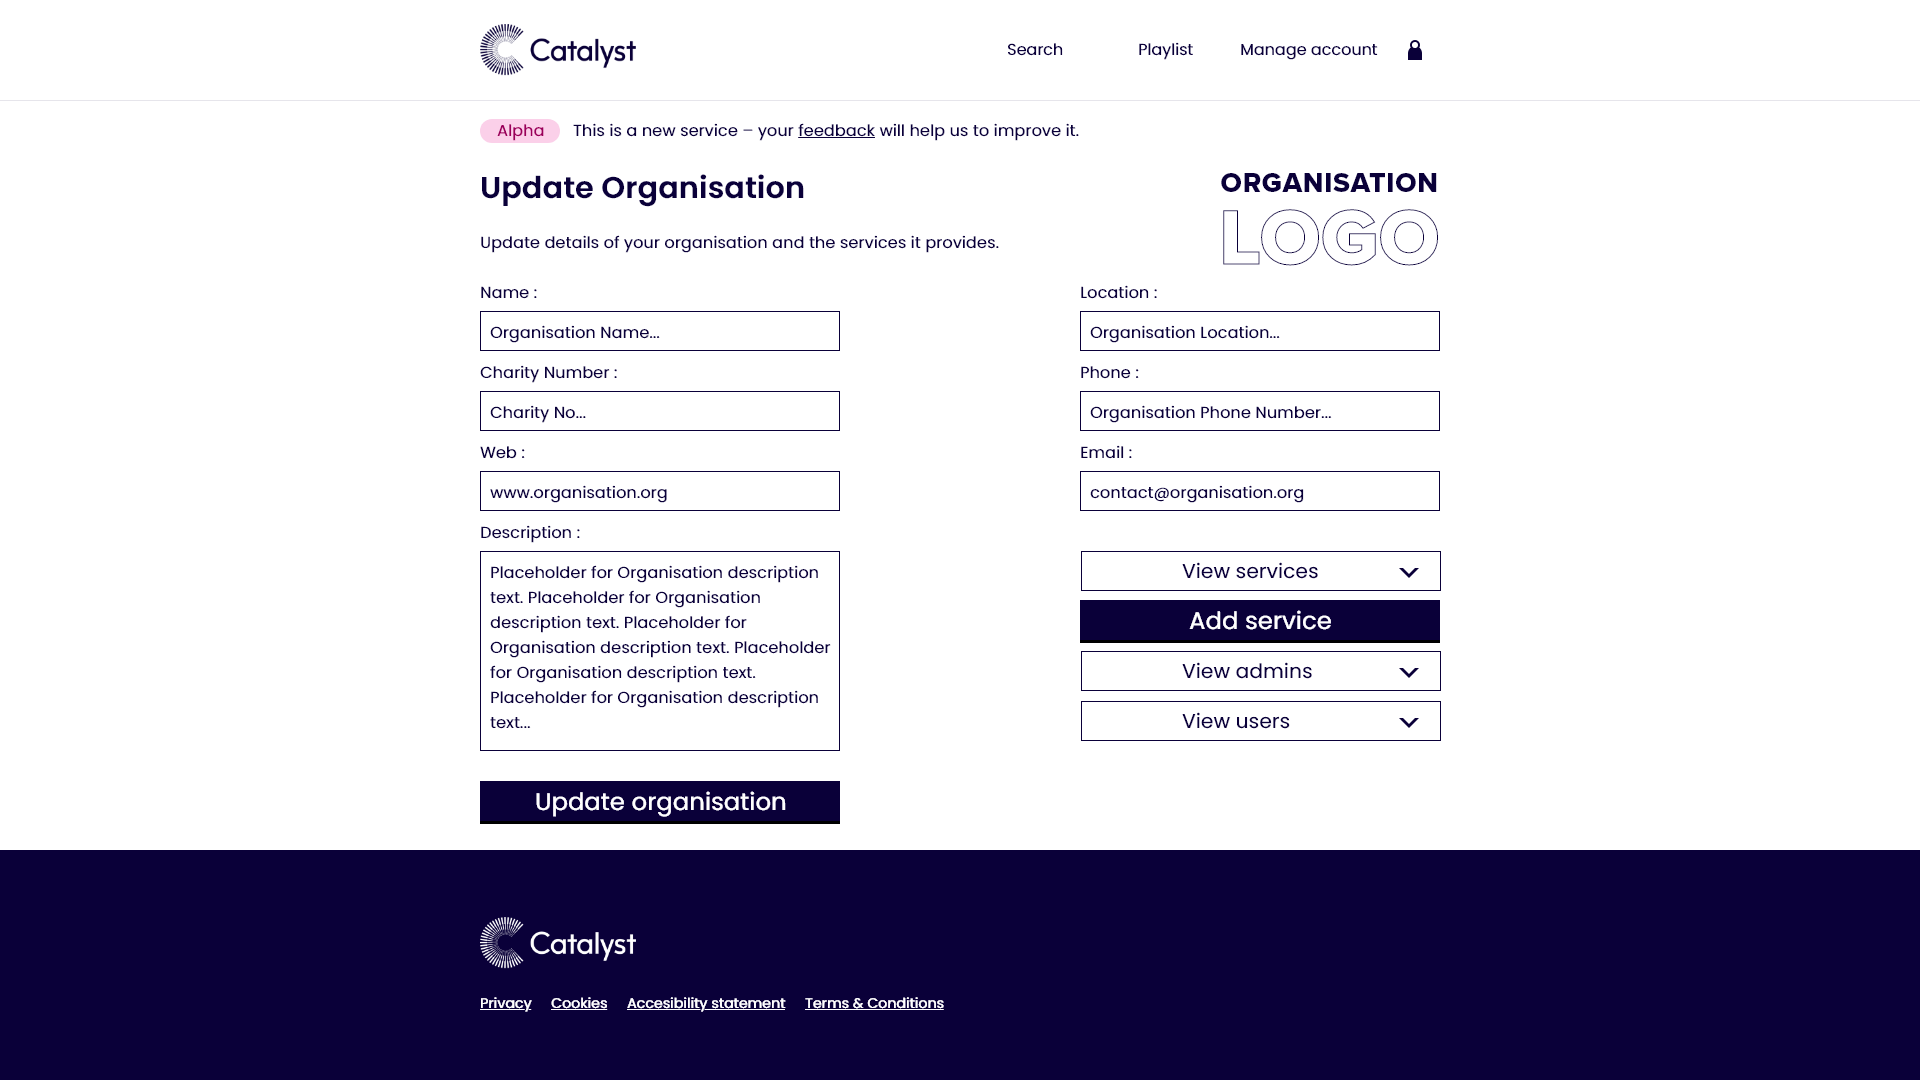 Catalyst
Search
Playlist
Manage account
Alpha
This is a new service – your feedback will help us to improve it.
Update Organisation
ORGANISATION
LOGO
Update details of your organisation and the services it provides.
Name :
Organisation Name...
Location :
Organisation Location...
Charity Number :
Charity No...
Phone :
Organisation Phone Number...
Web :
www.organisation.org
Email :
contact@organisation.org
Description :
Placeholder for Organisation description
text. Placeholder for Organisation
description text. Placeholder for
Organisation description text. Placeholder
for Organisation description text.
Placeholder for Organisation description
text...
View services
Add service
View admins
View users
Update organisation
Catalyst
Privacy
Cookies
Accesibility statement
Terms & Conditions